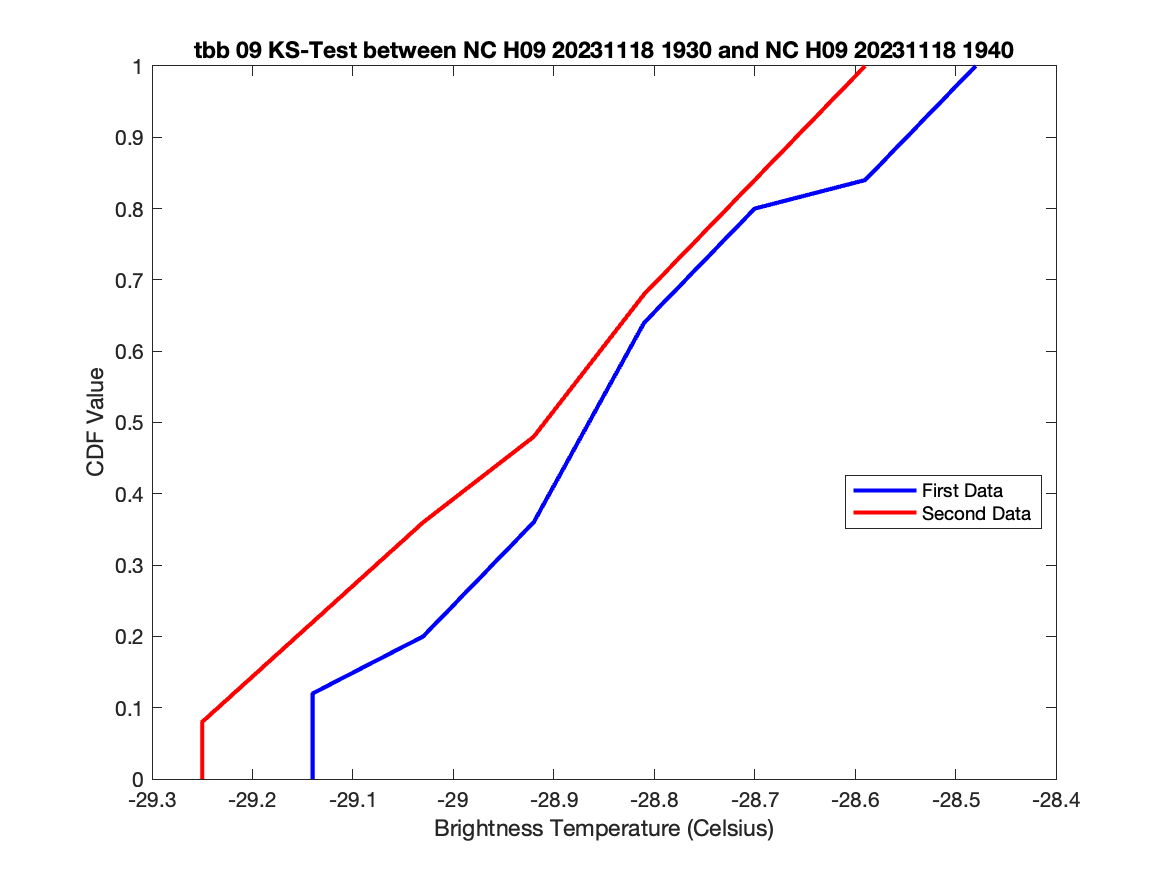 tbb 09 KS-Test between NC H09 20231118 1930 and NC H09 20231118 1940
1
0.9
0.8
0.7
0.6
0.5
0.4
0.3
0.2
0.1
0
CDF Value
First Data
Second Data
-29.3 -29.2 -29.1 -29 -28.9 -28.8 -28.7 -28.6 -28.5 -28.4
Brightness Temperature (Celsius)